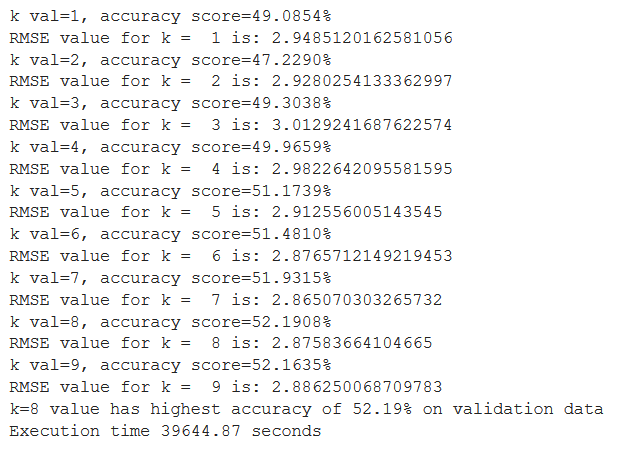 k val=1, accuracy score=49.0854%
RMSE value for k =  1 is: 2.9485120162581056
k val=2, accuracy score=47.2290%
RMSE value for k =  2 is: 2.9280254133362997
k val=3, accuracy score=49.3038%
RMSE value for k =  3 is: 3.0129241687622574
k val=4, accuracy score=49.9659%
RMSE value for k =  4 is: 2.9822642095581595
k val=5, accuracy score=51.1739%
RMSE value for k =  5 is: 2.912556005143545
k val=6, accuracy score=51.4810%
RMSE value for k =  6 is: 2.8765712149219453
k val=7, accuracy score=51.9315%
RMSE value for k =  7 is: 2.865070303265732
k val=8, accuracy score=52.1908%
RMSE value for k =  8 is: 2.87583664104665
k val=9, accuracy score=52.1635%
RMSE value for k =  9 is: 2.886250068709783
k=8 value has highest accuracy of 52.19% on validation data
Execution time 39644.87 seconds